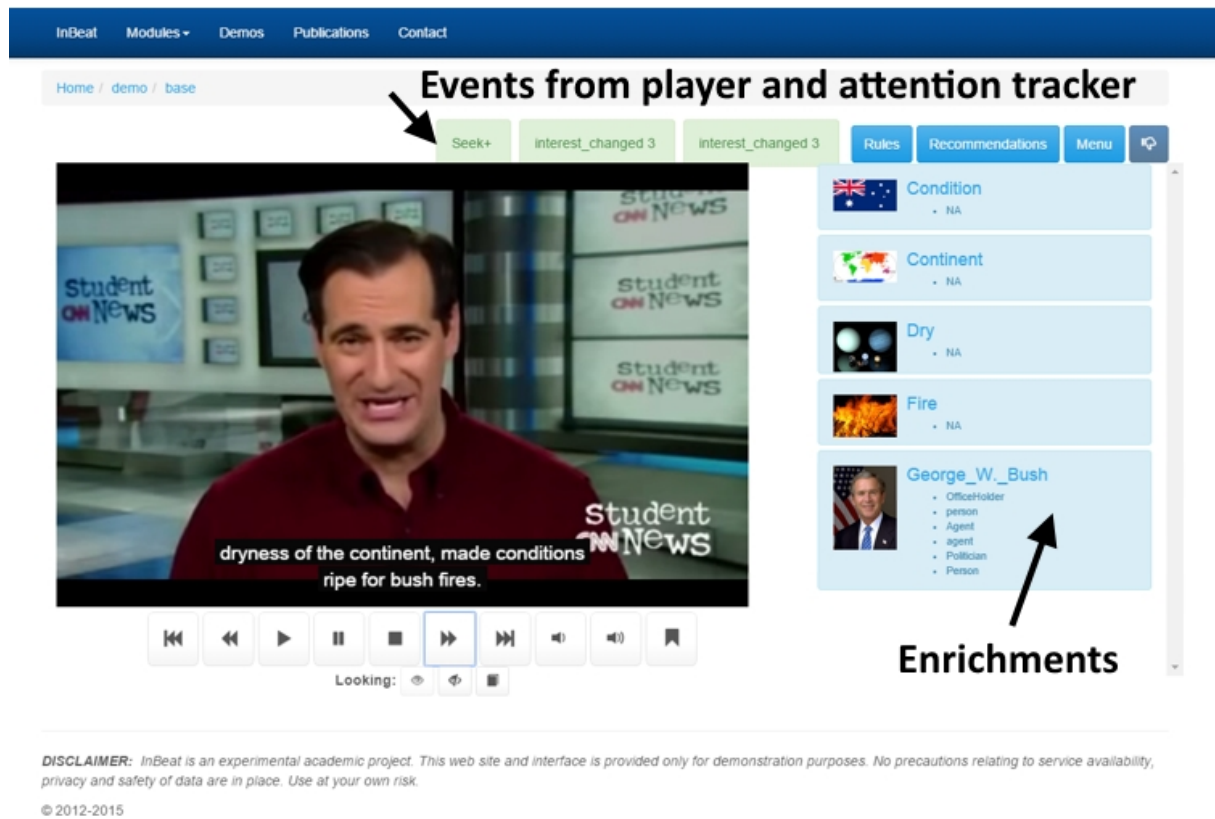 InBeat Modules Demos Publications Contact
Home / demo / base
Events from player and attention tracker
Seek+ interest_changed 3 interest_changed 3 Rules Recommendations Menu
Condition
NA
Continent
NA
Dry
NA
Fire
NA
George_W._Bush
OfficeHolder
person
Agent
agent
Politician
Person
Student
CNN News
Student
CNN News
Student
CNN News
Student
CNN News
Student
CNN News
dryness of the continent, made conditions
ripe for bush fires.
Enrichments
Looking:
DISCLAIMER: InBeat is an experimental academic project. This web site and interface is provided only for demonstration purposes. No precautions relating to service availability,
privacy and safety of data are in place. Use at your own risk.
© 2012-2015